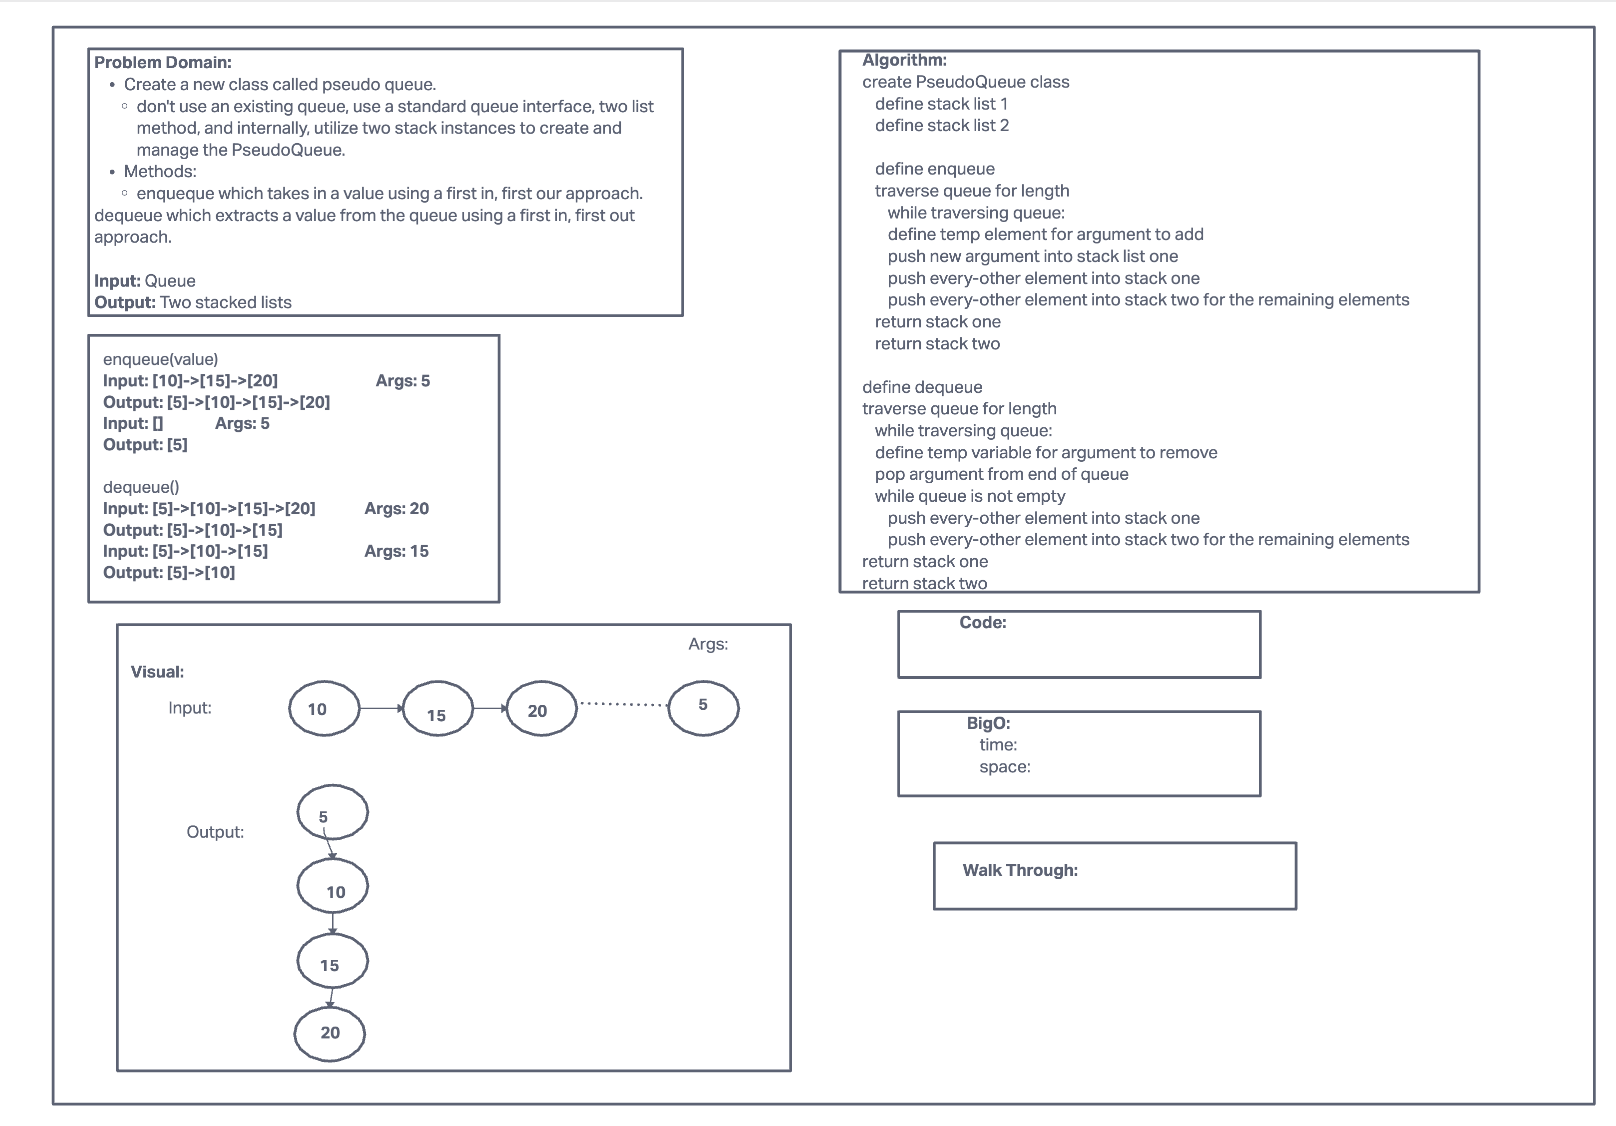 Problem Domain:
• Create a new class called pseudo queue.
◦ don't use an existing queue, use a standard queue interface, two list
method, and internally, utilize two stack instances to create and
manage the PseudoQueue.
• Methods:
◦ enqueque which takes in a value using a first in, first our approach.
dequeue which extracts a value from the queue using a first in, first out
approach.
Input: Queue
Output: Two stacked lists
enqueue(value)
Input: [10]->[15]->[20] Args: 5
Output: [5]->[10]->[15]->[20]
Input: [] Args: 5
Output: [5]
dequeue()
Input: [5]->[10]->[15]->[20] Args: 20
Output: [5]->[10]->[15]
Input: [5]->[10]->[15] Args: 15
Output: [5]->[10]
Args:
Visual:
Input: 10 15 20 5
Output:
5
10
15
20
Algorithm:
create PseudoQueue class
define stack list 1
define stack list 2
define enqueue
traverse queue for length
while traversing queue:
define temp element for argument to add
push new argument into stack list one
push every-other element into stack one
push every-other element into stack two for the remaining elements
return stack one
return stack two
define dequeue
traverse queue for length
while traversing queue:
define temp variable for argument to remove
pop argument from end of queue
while queue is not empty
push every-other element into stack one
push every-other element into stack two for the remaining elements
return stack one
return stack two
Code:
BigO:
time:
space:
Walk Through: